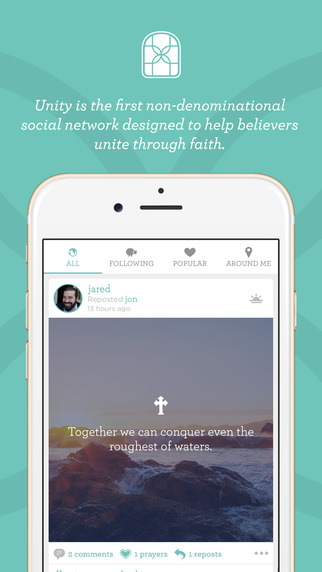 Unity is the first non-denominational
social network designed to help believers
unite through faith.
ALL FOLLOWING POPULAR AROUND ME
jared
Reposted jon
13 hours ago
Together we can conquer even the
roughest of waters.
2 comments 1 prayers 1 reposts